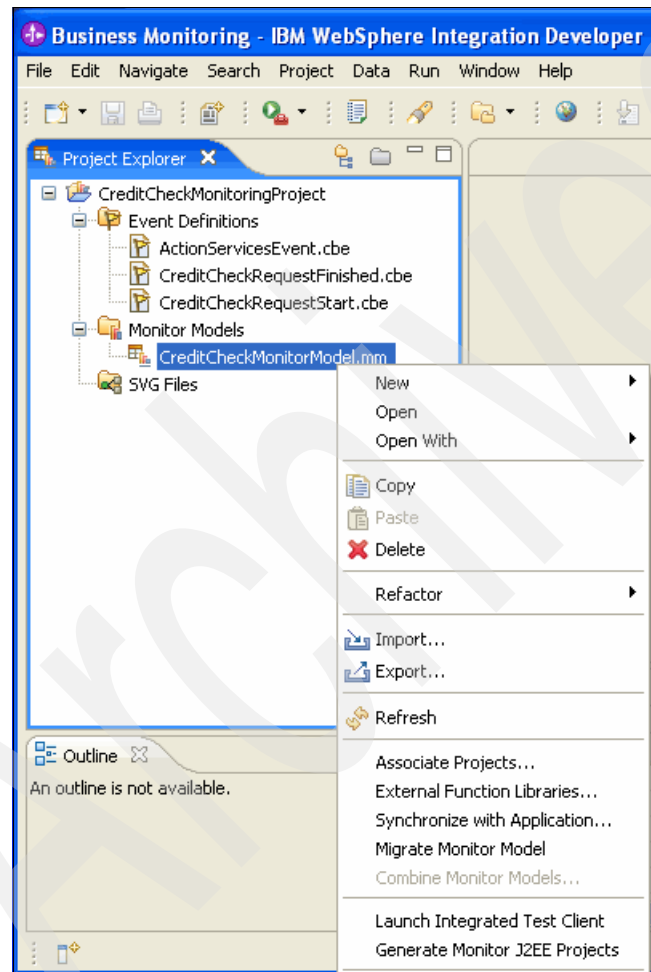 Business Monitoring - IBM WebSphere Integration Developer
File Edit Navigate Search Project Data Run Window Help
Project Explorer
CreditCheckMonitoringProject
Event Definitions
ActionServicesEvent.cbe
CreditCheckRequestFinished.cbe
CreditCheckRequestStart.cbe
Monitor Models
CreditCheckMonitorModel.mm
SVG Files
New
Open
Open With
Copy
Paste
Delete
Refactor
Import...
Export...
Refresh
Associate Projects...
External Function Libraries...
Synchronize with Application...
Migrate Monitor Model
Combine Monitor Models...
Launch Integrated Test Client
Generate Monitor J2EE Projects
Outline
An outline is not available.
Archive